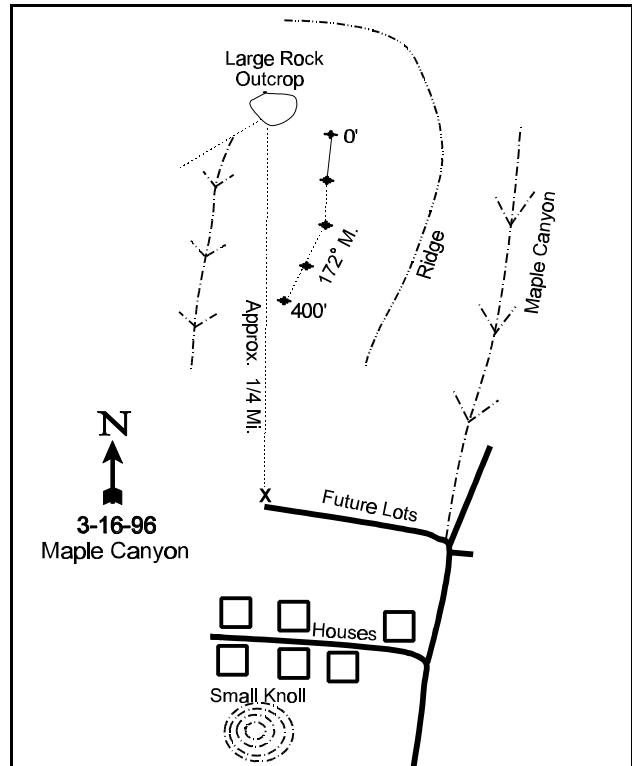 Large Rock
Outcrop
0'
172° M.
400'
Ridge
Maple Canyon
Approx. 1/4 Mi.
N
3-16-96
Maple Canyon
X
Future Lots
Houses
Small Knoll